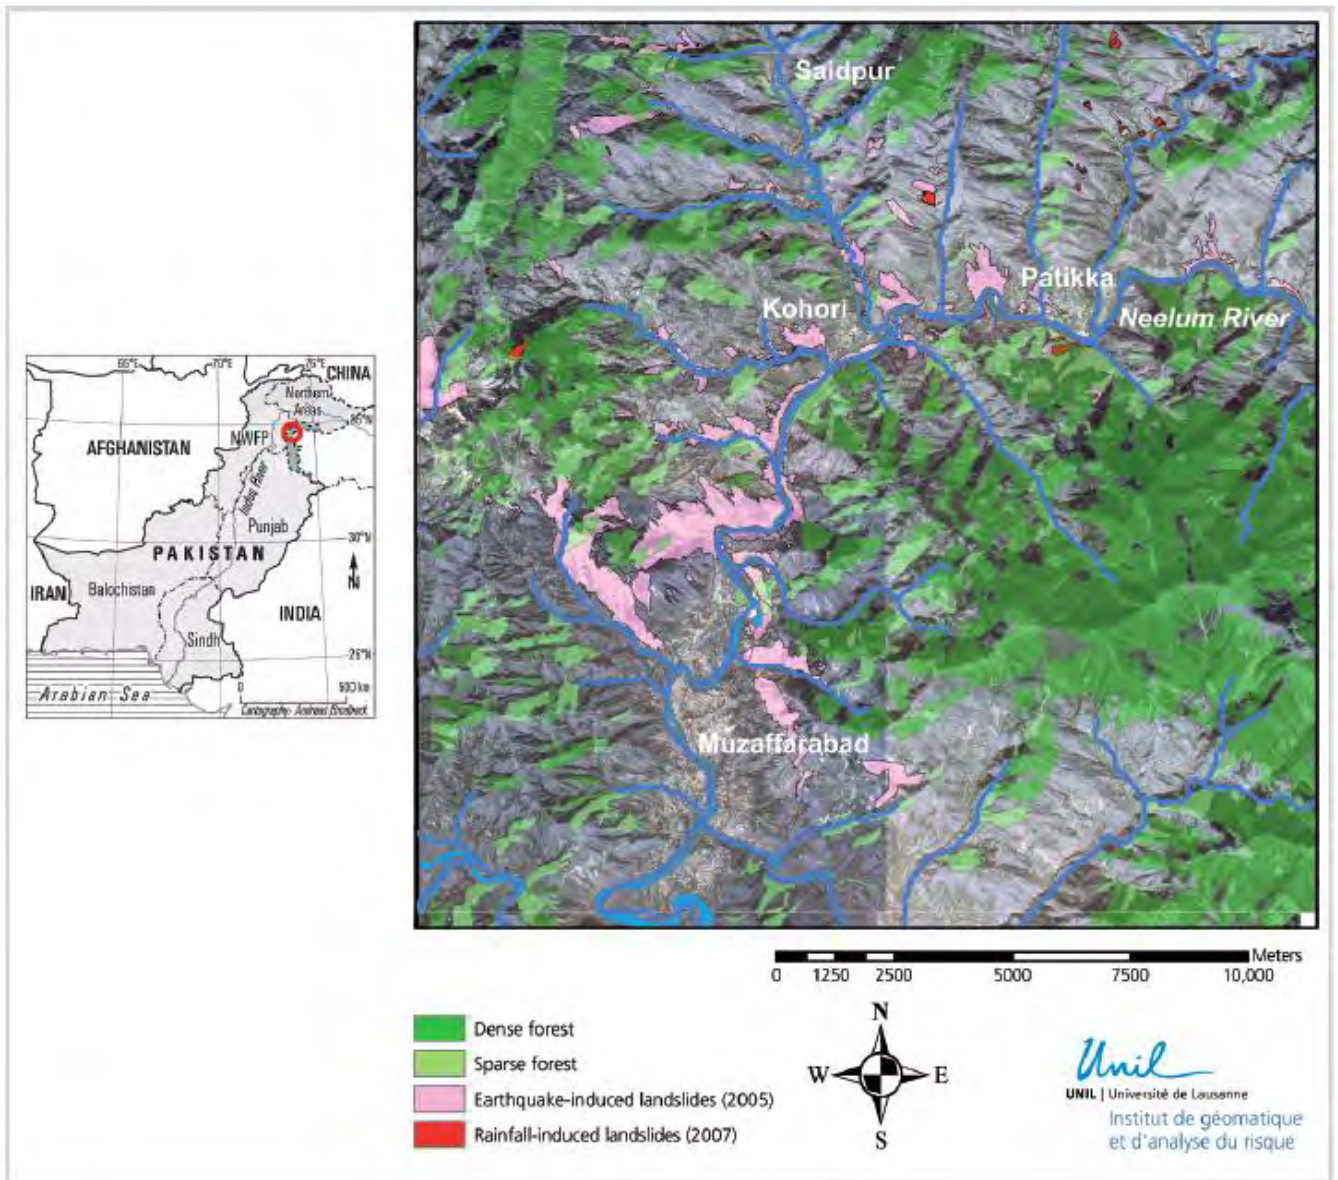 Saidpur
Patikka
Kohori
Neelum River
Muzaffarabad
65°E
70°E
75°E
CHINA
Northern
Areas
35°N
NWFP
AFGHANISTAN
Indus River
Punjab
30°N
PAKISTAN
N
IRAN
Balochistan
INDIA
Sindh
25°N
Arabian Sea
0
500 km
Cartography: Andreas Brodbeck
Meters
0 1250 2500 5000 7500 10,000
Dense forest
Sparse forest
Earthquake-induced landslides (2005)
Rainfall-induced landslides (2007)
N
W E
S
Unil
UNIL | Université de Lausanne
Institut de géomatique
et d'analyse du risque